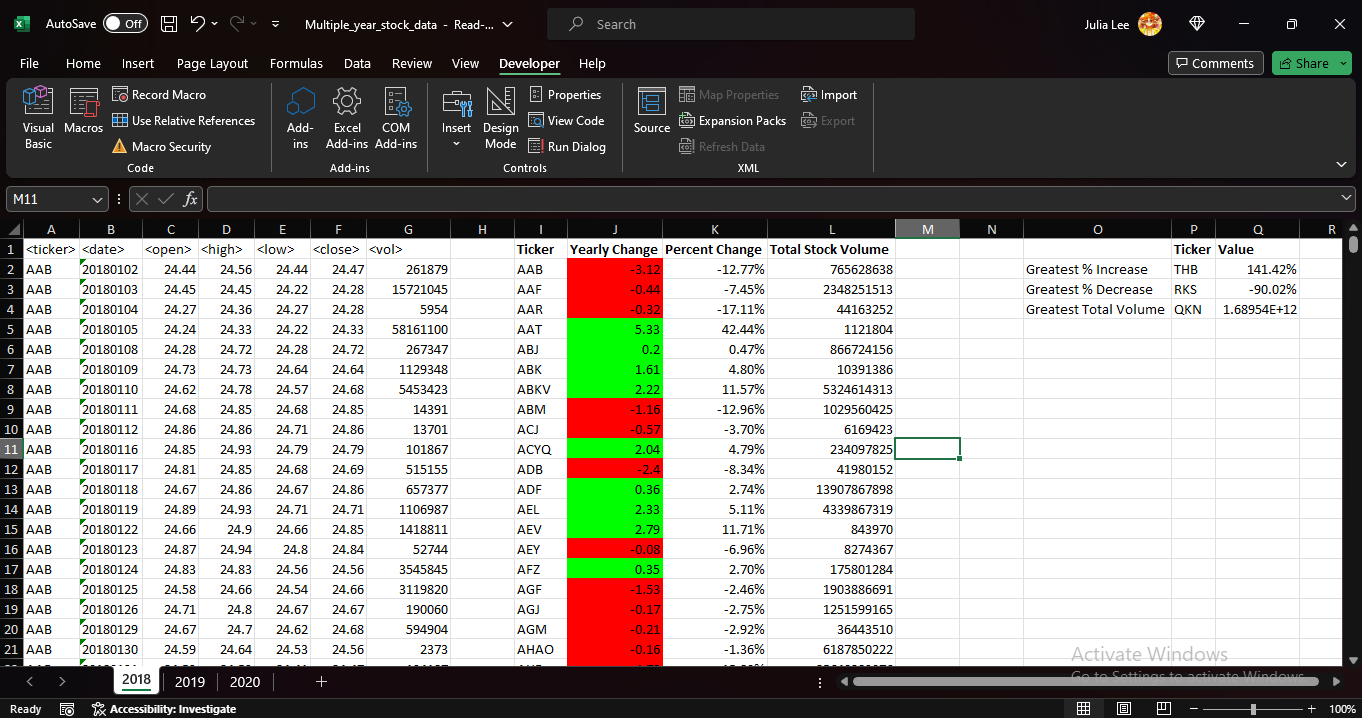 AutoSave Off Multiple_year_stock_data - Read-... Search Julia Lee
File Home Insert Page Layout Formulas Data Review View Developer Help Comments Share
Visual Basic Macros Record Macro Use Relative References Macro Security Code
Add-ins Excel Add-ins COM Add-ins Add-ins
Insert Design Mode Properties View Code Run Dialog Controls
Source Map Properties Expansion Packs Refresh Data Import Export XML
M11 fx
A B C D E F G H I J K L M N O P Q R
1 <ticker> <date> <open> <high> <low> <close> <vol> Ticker Yearly Change Percent Change Total Stock Volume Ticker Value
2 AAB 20180102 24.44 24.56 24.44 24.47 261879 AAB -3.12 -12.77% 765628638 Greatest % Increase THB 141.42%
3 AAB 20180103 24.45 24.45 24.22 24.28 15721045 AAF -0.44 -7.45% 2348251513 Greatest % Decrease RKS -90.02%
4 AAB 20180104 24.27 24.36 24.27 24.33 5954 AAR -0.32 -17.11% 44163252 Greatest Total Volume QKN 1.68954E+12
5 AAB 20180105 24.24 24.33 24.22 24.28 58161100 AAT 5.33 42.44% 1121804
6 AAB 20180108 24.28 24.72 24.28 24.72 267347 ABJ 0.2 0.47% 866724156
7 AAB 20180109 24.73 24.73 24.64 24.64 1129348 ABK 1.61 4.80% 10391386
8 AAB 20180110 24.62 24.78 24.57 24.68 5453423 ABKV 2.22 11.57% 5324614313
9 AAB 20180111 24.68 24.85 24.68 24.85 14391 ABM -1.16 -12.96% 1029560425
10 AAB 20180112 24.86 24.86 24.71 24.86 13701 ACJ -0.57 -3.70% 6169423
11 AAB 20180116 24.85 24.93 24.79 24.79 101867 ACYQ 2.04 4.79% 234097825
12 AAB 20180117 24.81 24.85 24.68 24.69 515155 ADB -2.4 -8.34% 41980152
13 AAB 20180118 24.67 24.86 24.67 24.86 657377 ADF 0.36 2.74% 13907867898
14 AAB 20180119 24.89 24.93 24.71 24.71 1106987 AEL 2.33 5.11% 4339867319
15 AAB 20180122 24.66 24.9 24.66 24.85 1418811 AEV 2.79 11.71% 843970
16 AAB 20180123 24.87 24.94 24.8 24.84 52744 AEY -0.08 -6.96% 8274367
17 AAB 20180124 24.83 24.83 24.56 24.56 3545845 AFZ 0.35 2.70% 175801284
18 AAB 20180125 24.58 24.66 24.54 24.66 3119820 AGF -1.53 -2.46% 1903886691
19 AAB 20180126 24.71 24.8 24.67 24.67 190060 AGJ -0.17 -2.75% 1251599165
20 AAB 20180129 24.67 24.7 24.62 24.68 594904 AGM -0.21 -2.92% 36443510
21 AAB 20180130 24.59 24.64 24.53 24.56 2373 AHAO -0.16 -1.36% 6187850222
Activate Windows
Go to Settings to activate Windows.
2018 2019 2020
Ready Accessibility: Investigate 100%